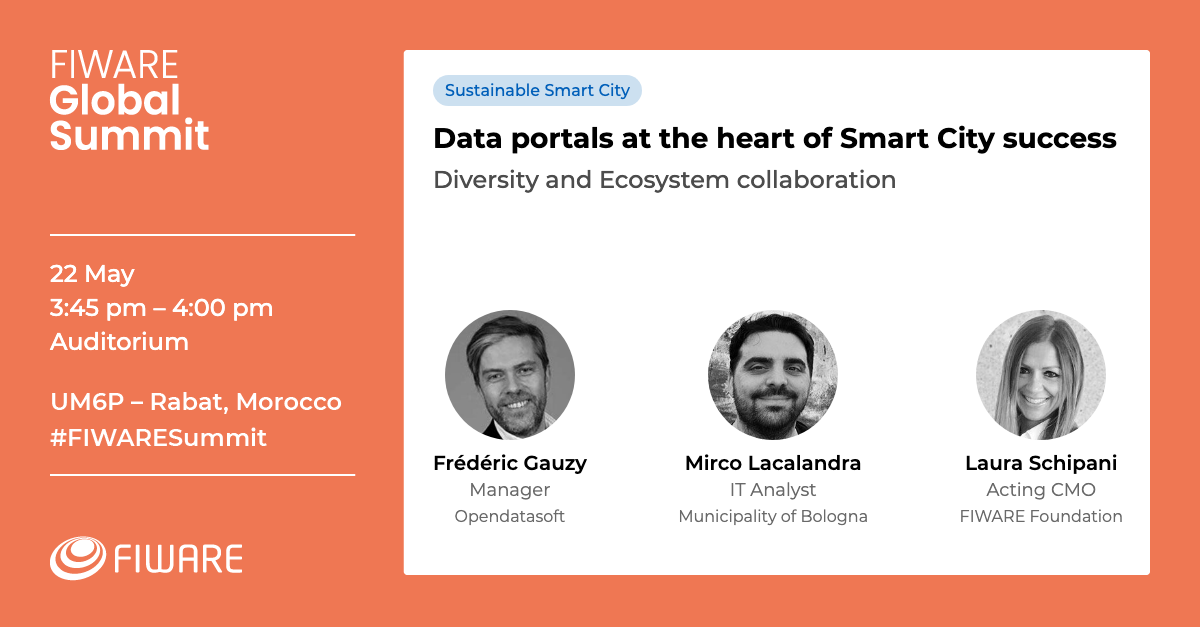 FIWARE
Global
Summit
22 May
3:45 pm – 4:00 pm
Auditorium
UM6P – Rabat, Morocco
#FIWARESummit
FIWARE
Sustainable Smart City
Data portals at the heart of Smart City success
Diversity and Ecosystem collaboration
Frédéric Gauzy
Manager
Opendatasoft
Mirco Lacalandra
IT Analyst
Municipality of Bologna
Laura Schipani
Acting CMO
FIWARE Foundation